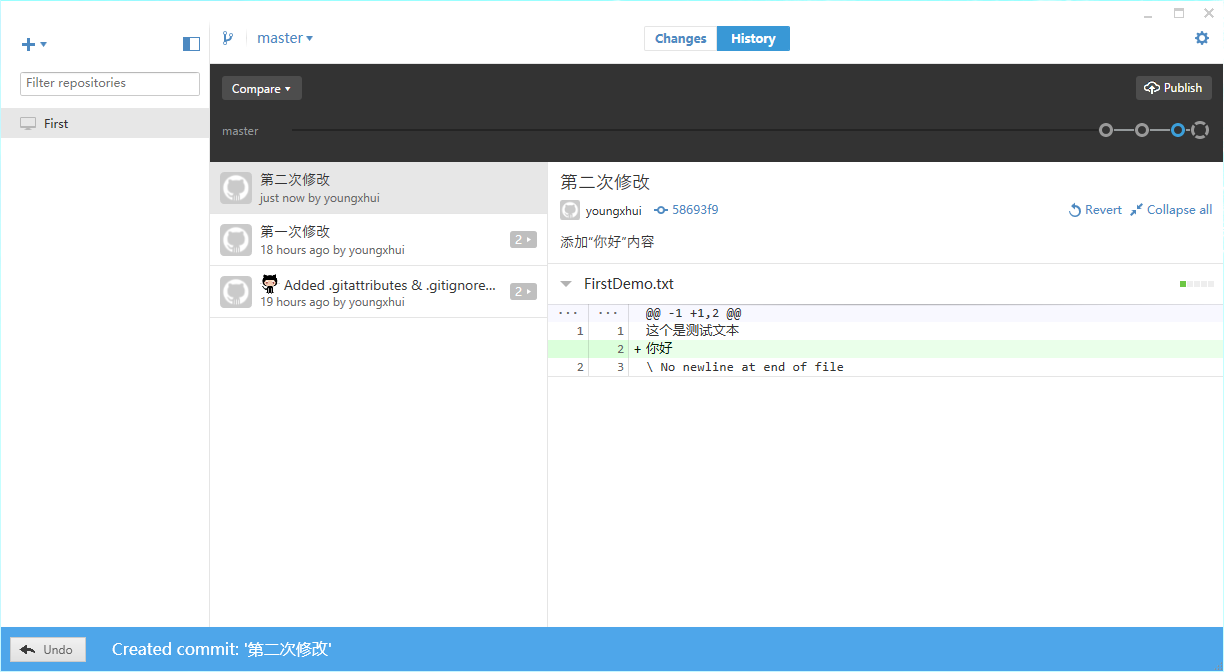 master
Changes
History
Filter repositories
First
Compare
Publish
master
第二次修改
just now by youngxhui
第一次修改
18 hours ago by youngxhui
2
Added .gitattributes & .gitignore...
19 hours ago by youngxhui
2
第二次修改
youngxhui 58693f9
Revert Collapse all
添加“你好”内容
FirstDemo.txt
... ... @@ -1 +1,2 @@
1 1 这个是测试文本
2 + 你好
2 3 \ No newline at end of file
Undo
Created commit: '第二次修改'